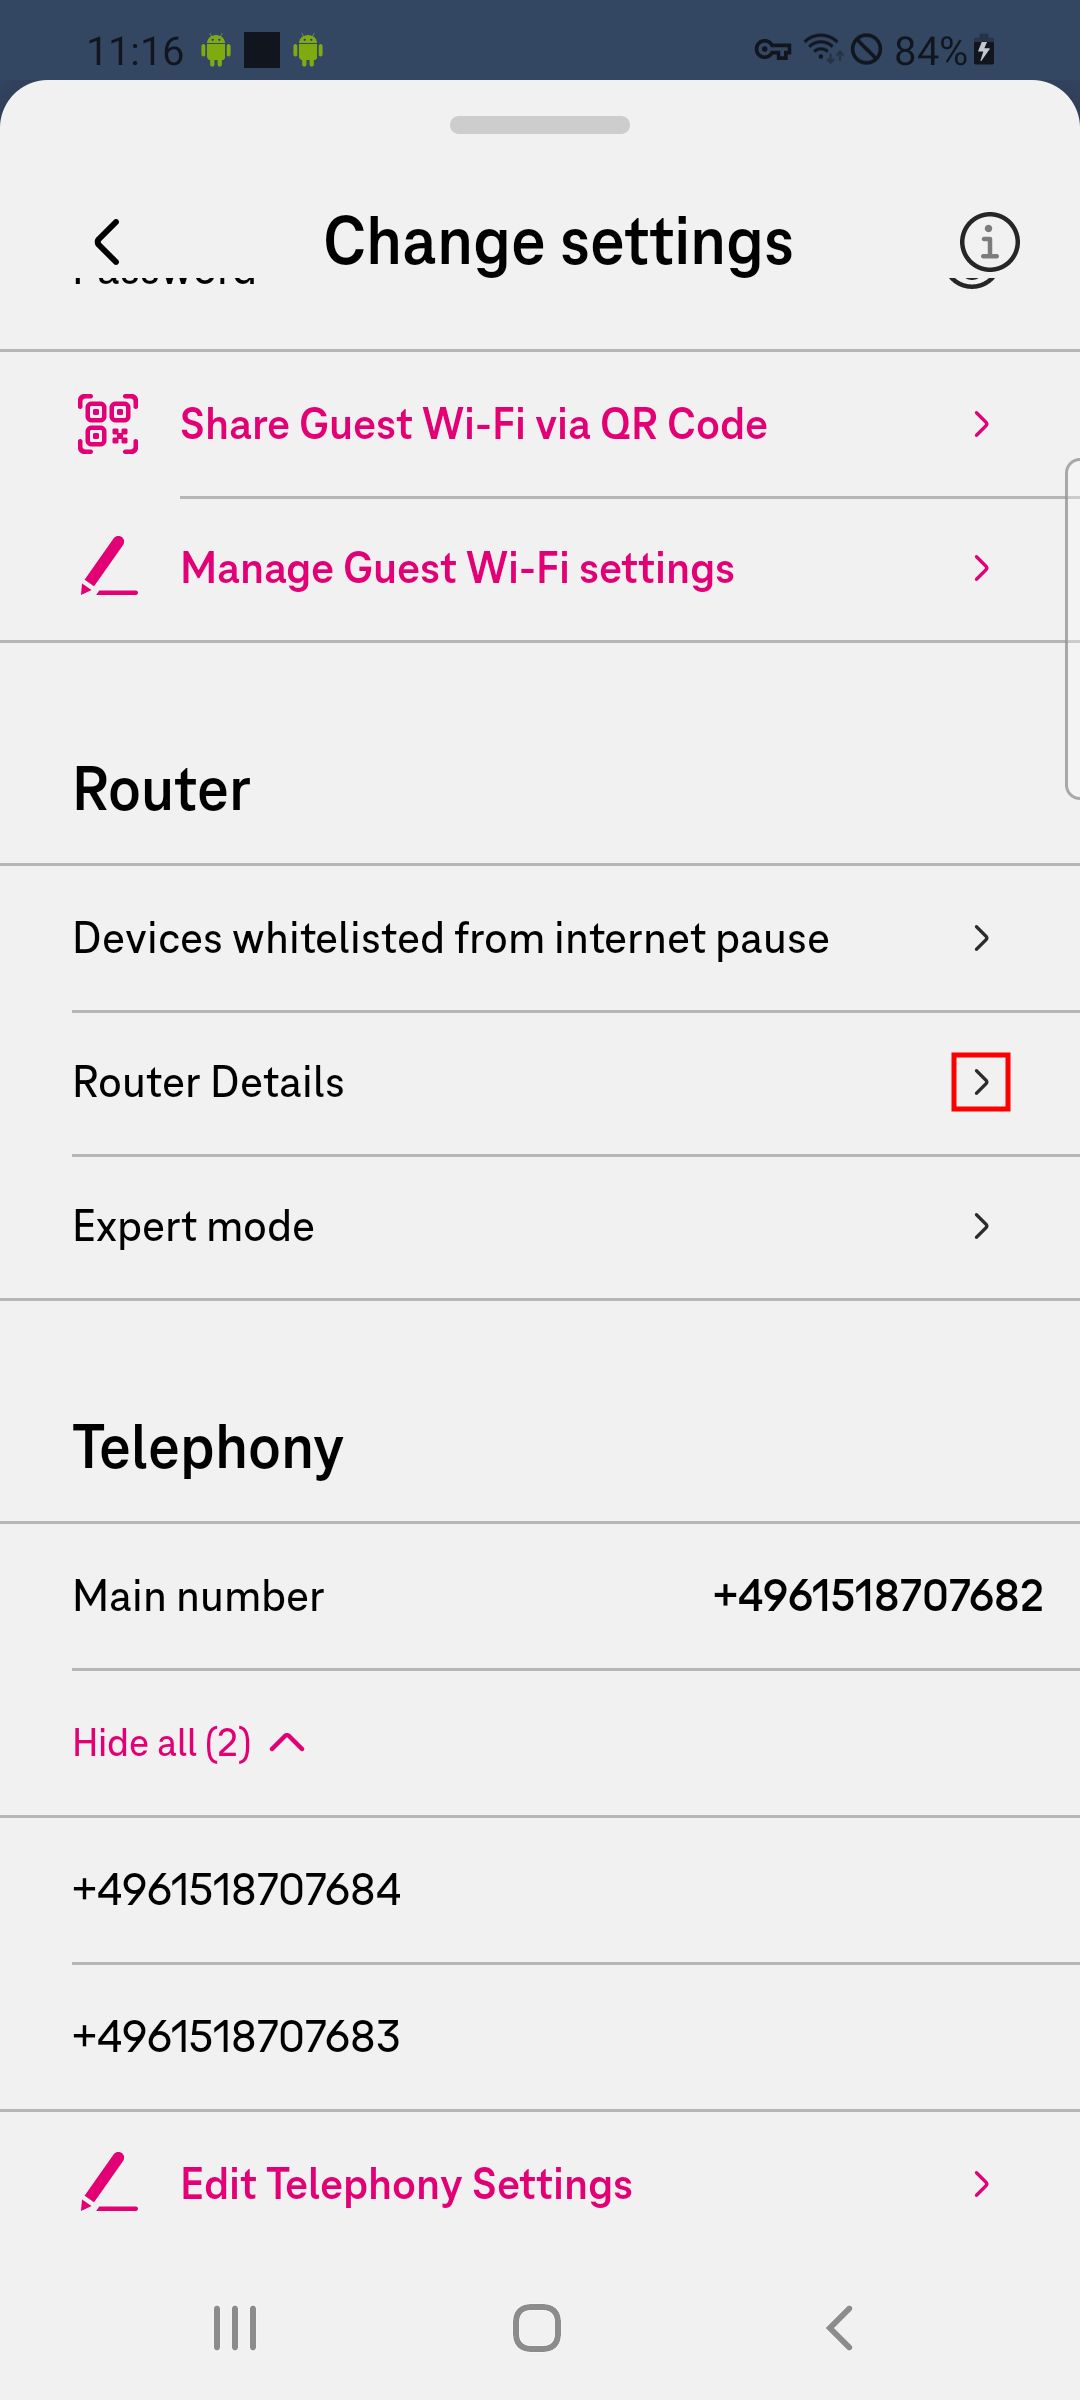 11:16
84%
Change settings
Password
Share Guest Wi-Fi via QR Code
Manage Guest Wi-Fi settings
Router
Devices whitelisted from internet pause
Router Details
Expert mode
Telephony
Main number +4961518707682
Hide all (2)
+4961518707684
+4961518707683
Edit Telephony Settings